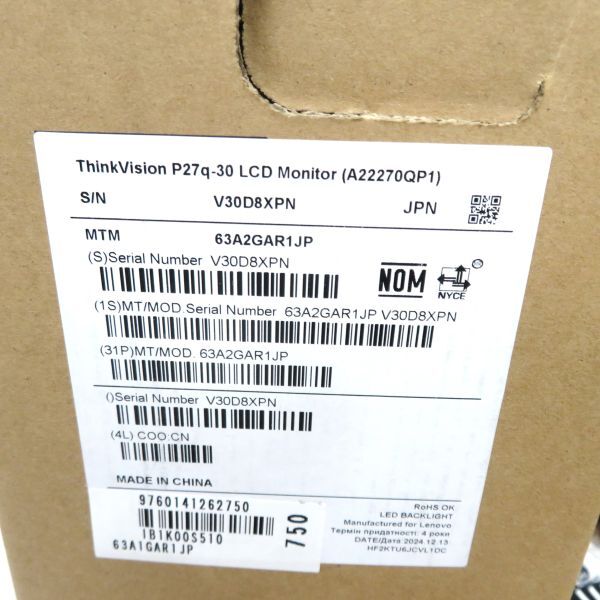 ThinkVision P27q-30 LCD Monitor (A22270QP1)
S/N V30D8XPN JPN
MTM 63A2GAR1JP
(S)Serial Number V30D8XPN
NOM
NYCE
(1S)MT/MOD.Serial Number 63A2GAR1JP V30D8XPN
(31P)MT/MOD. 63A2GAR1JP
()Serial Number V30D8XPN
(4L) COO:CN
MADE IN CHINA
9760141262750
1B1K00S510
63A1GAR1JP
750
RoHS OK
LED BACKLIGHT
Manufactured for Lenovo
Термін придатності: 4 роки
DATE/Дата 2024.12.13
HF2KTU6JCVL1DC